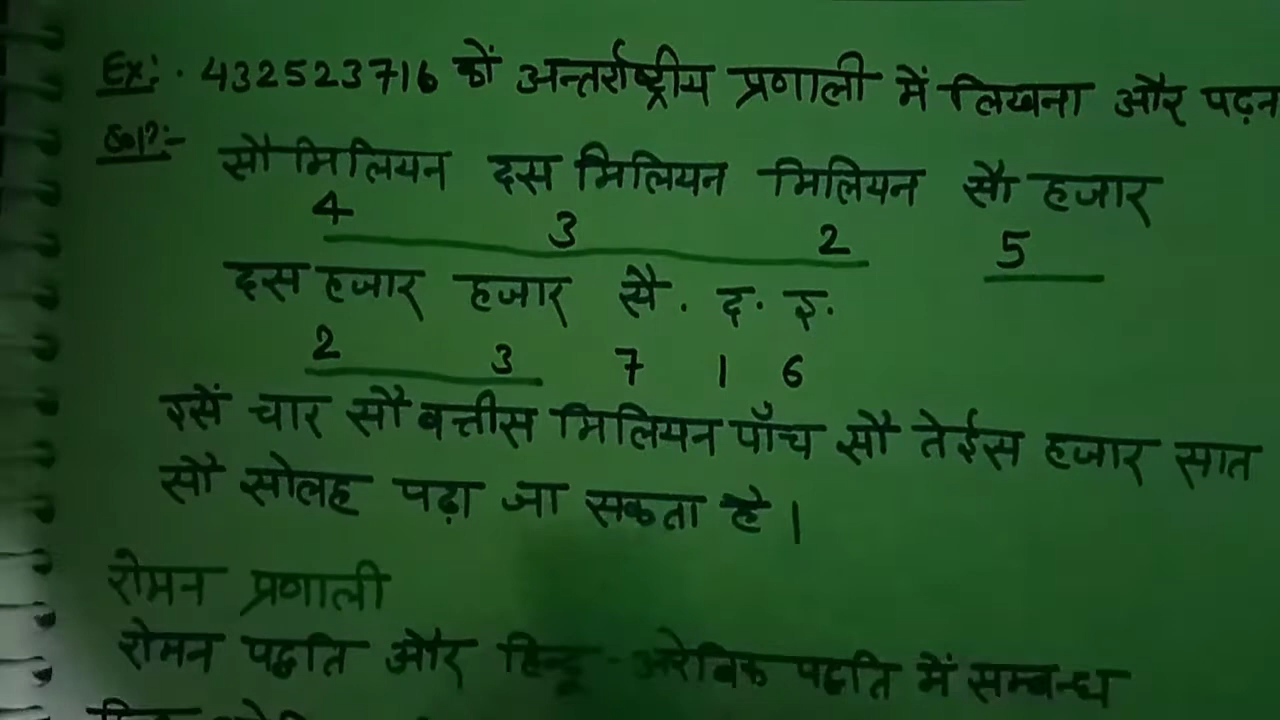 Ex:. 432523716 कों अन्तर्राष्ट्रीय प्रणाली में लिखना और पढ़न
Sol?:-
सौ मिलियन दस मिलियन मिलियन सौ हजार
4 3 2 5
दस हजार हजार सै. द. इ.
2 3 7 1 6
इसें चार सौ बत्तीस मिलियन पाँच सौ तेईस हजार सात
सौ सोलह पढ़ा जा सकता है।
रोमन प्रणाली
रोमन पद्धति और हिन्दू-अरेबिक पद्धति में सम्बन्ध